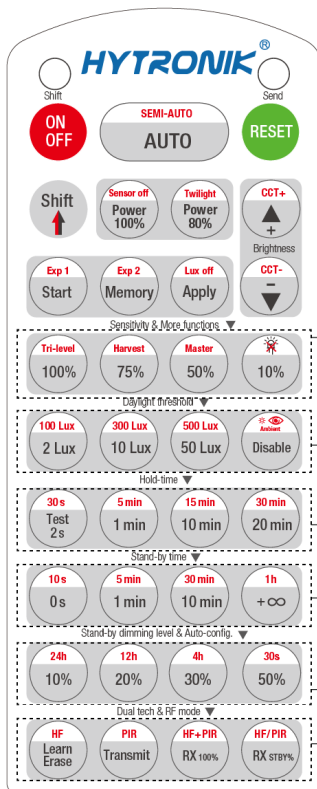 HYTRONIK®
Shift
Send
ON
OFF
SEMI-AUTO
AUTO
RESET
Shift
Sensor off
Power
100%
Twilight
Power
80%
CCT+
+
Brightness
CCT-
-
Exp 1
Start
Exp 2
Memory
Lux off
Apply
Sensitivity & More functions
Tri-level
100%
Harvest
75%
Master
50%
10%
Daylight threshold
100 Lux
2 Lux
300 Lux
10 Lux
500 Lux
50 Lux
Ambient
Disable
Hold-time
30 s
Test
2 s
5 min
1 min
15 min
10 min
30 min
20 min
Stand-by time
10 s
0 s
5 min
1 min
30 min
10 min
1h
+∞
Stand-by dimming level & Auto-config.
24h
10%
12h
20%
4h
30%
30s
50%
Dual tech & RF mode
HF
Learn
Erase
PIR
Transmit
HF+PIR
RX 100%
HF/PIR
RX STBY%